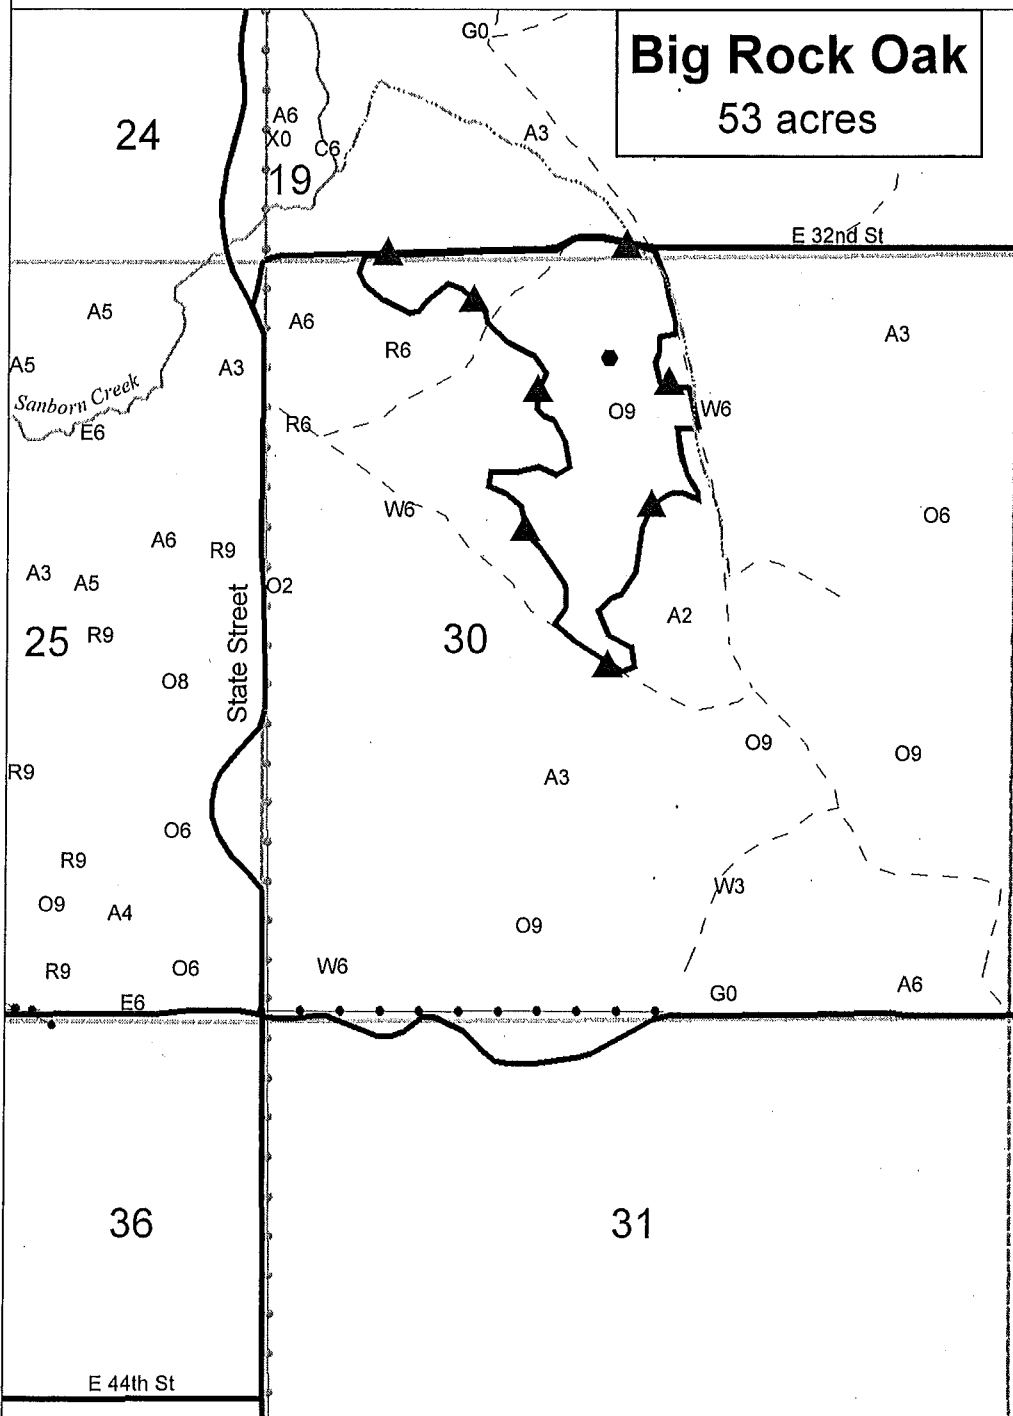 G0
Big Rock Oak
53 acres
24
A6
X0
C6
A3
19
E 32nd St
A5
A6
R6
A3
A5
A3
Sanborn Creek
E6
R6
O9
W6
W6
O6
A6
R9
A3
A5
O2
State Street
25
R9
30
A2
O8
R9
O9
O9
A3
O6
R9
W3
O9
A4
O9
R9
O6
W6
A6
G0
E6
36
31
E 44th St